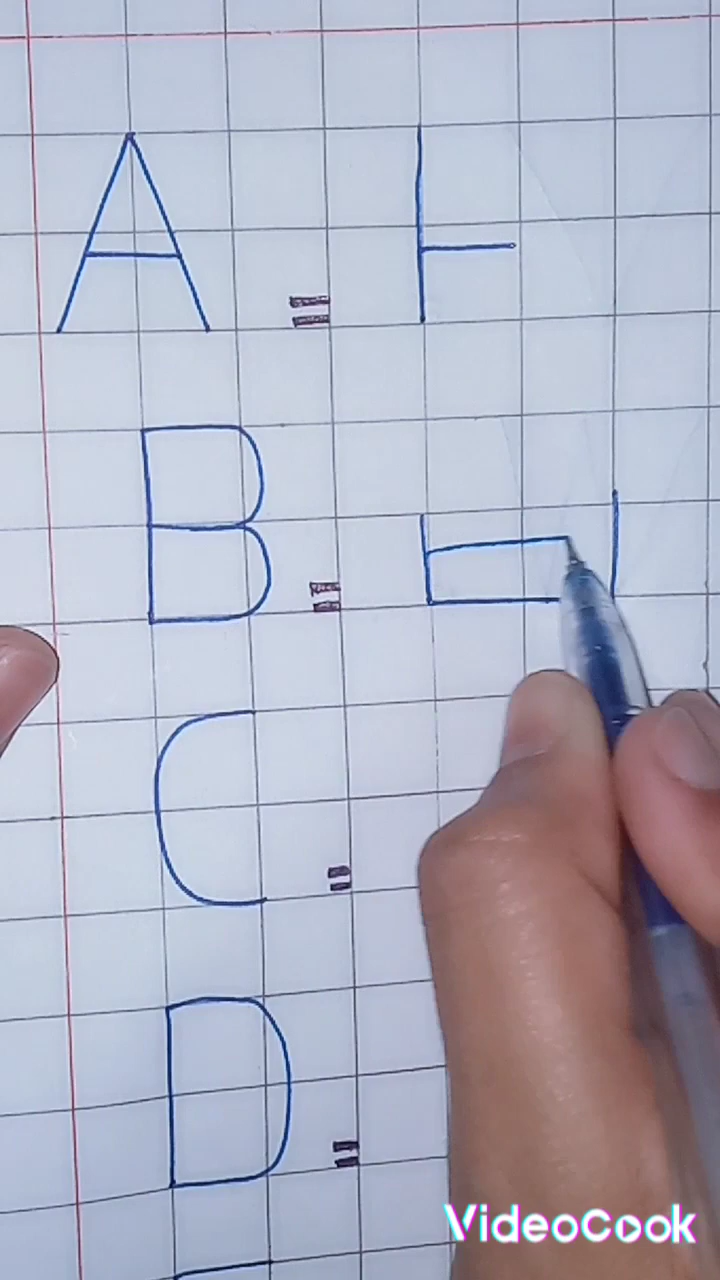 A = ㅏ
B =
C =
D =
VideoCook